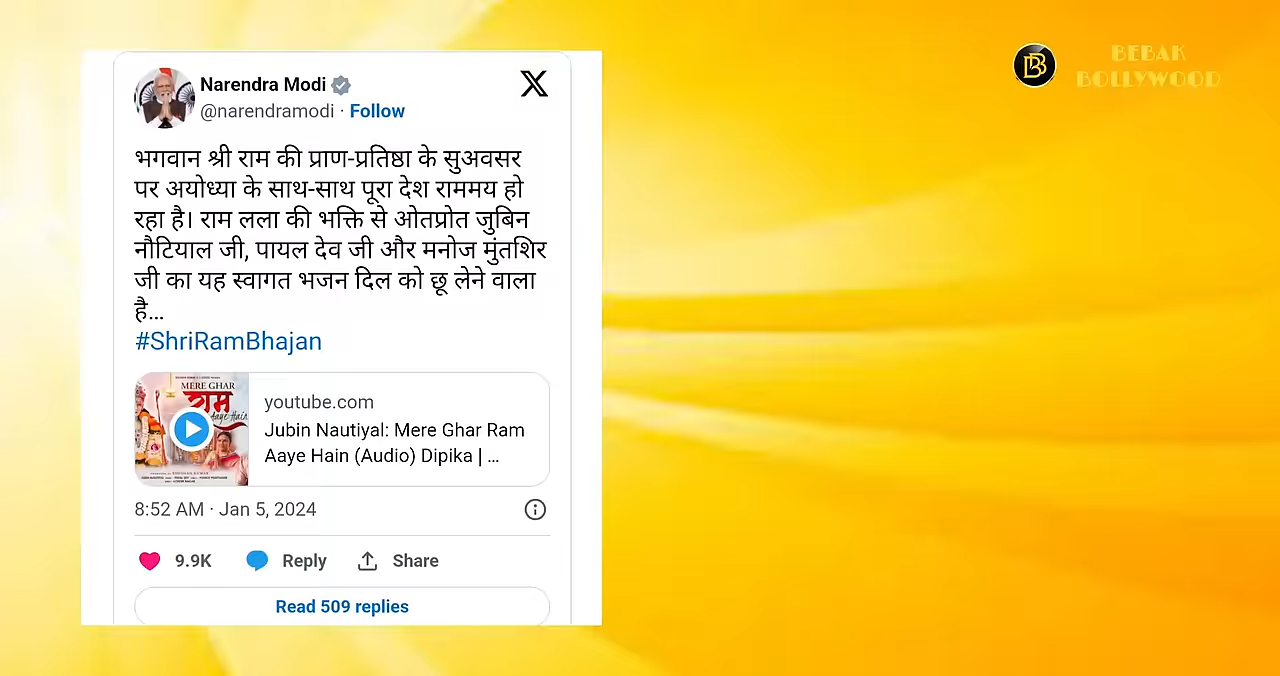 Narendra Modi
@narendramodi · Follow
भगवान श्री राम की प्राण-प्रतिष्ठा के सुअवसर
पर अयोध्या के साथ-साथ पूरा देश राममय हो
रहा है। राम लला की भक्ति से ओतप्रोत जुबिन
नौटियाल जी, पायल देव जी और मनोज मुंतशिर
जी का यह स्वागत भजन दिल को छू लेने वाला
है…
#ShriRamBhajan
MERE GHAR
राम
Aaye Hain
youtube.com
Jubin Nautiyal: Mere Ghar Ram
Aaye Hain (Audio) Dipika | …
8:52 AM · Jan 5, 2024
9.9K Reply Share
Read 509 replies
BEBAK
BOLLYWOOD